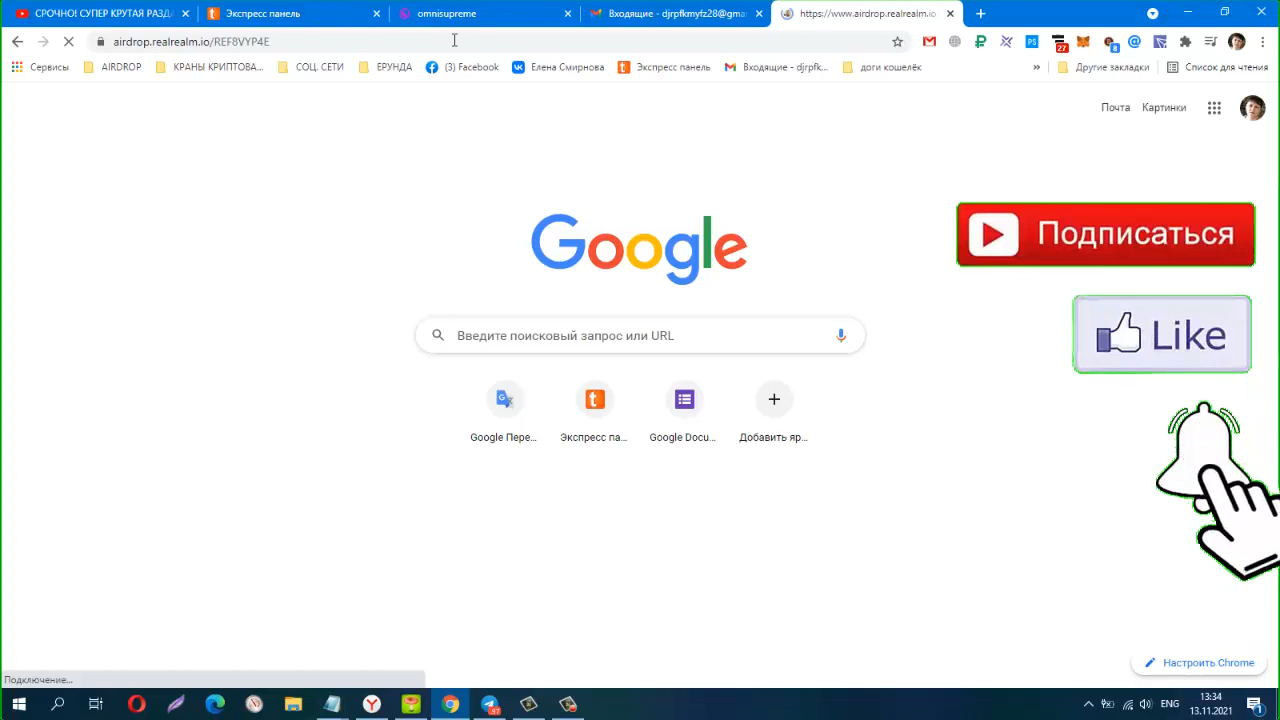 СРОЧНО! СУПЕР КРУТАЯ РАЗДА
Экспресс панель
omnisupreme
Входящие - djrpfkmyfz28@gmai
https://www.airdrop.realrealm.io
airdrop.realrealm.io/REF8VYP4E
27
8
Сервисы
AIRDROP
КРАНЫ КРИПТОВА...
СОЦ. СЕТИ
ЕРУНДА
(3) Facebook
Елена Смирнова
Экспресс панель
Входящие - djrpfk...
доги кошелёк
»
Другие закладки
Список для чтения
Почта
Картинки
Google
Подписаться
Введите поисковый запрос или URL
Like
Google Пере...
Экспресс па...
Google Docu...
Добавить яр...
Настроить Chrome
Подключение...
ENG
13:34
13.11.2021